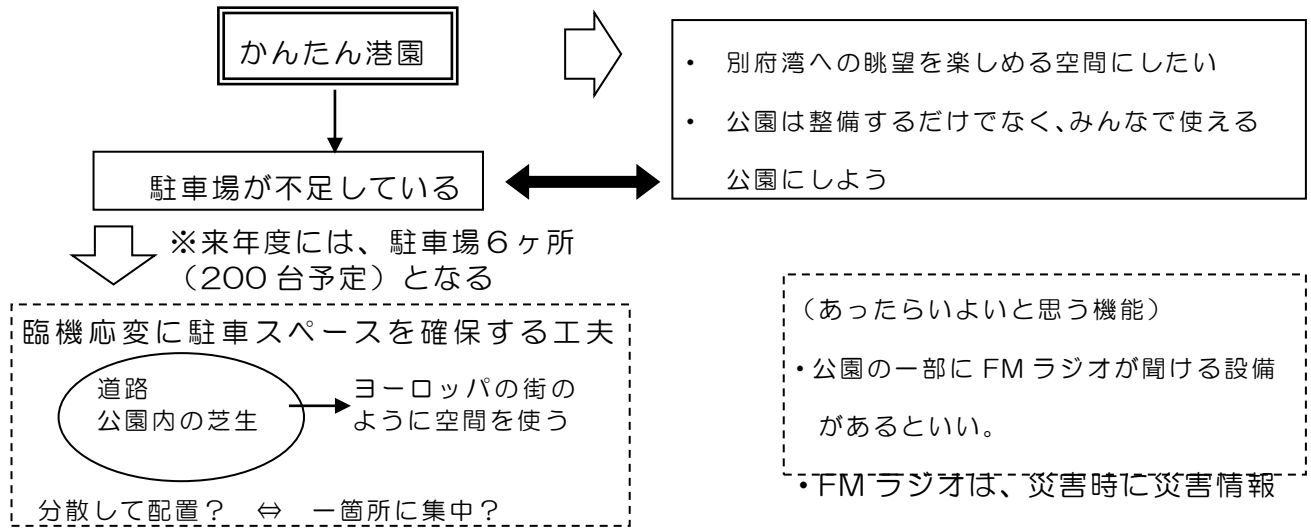 かんたん港園
・ 別府湾への眺望を楽しめる空間にしたい
・ 公園は整備するだけでなく、みんなで使える
公園にしよう
駐車場が不足している
※来年度には、駐車場６ヶ所
（200 台予定）となる
臨機応変に駐車スペースを確保する工夫
道路
公園内の芝生
ヨーロッパの街の
ように空間を使う
分散して配置？ ⇔ 一箇所に集中？
（あったらいよいと思う機能）
・公園の一部に FM ラジオが聞ける設備
があるといい。
・FM ラジオは、災害時に災害情報